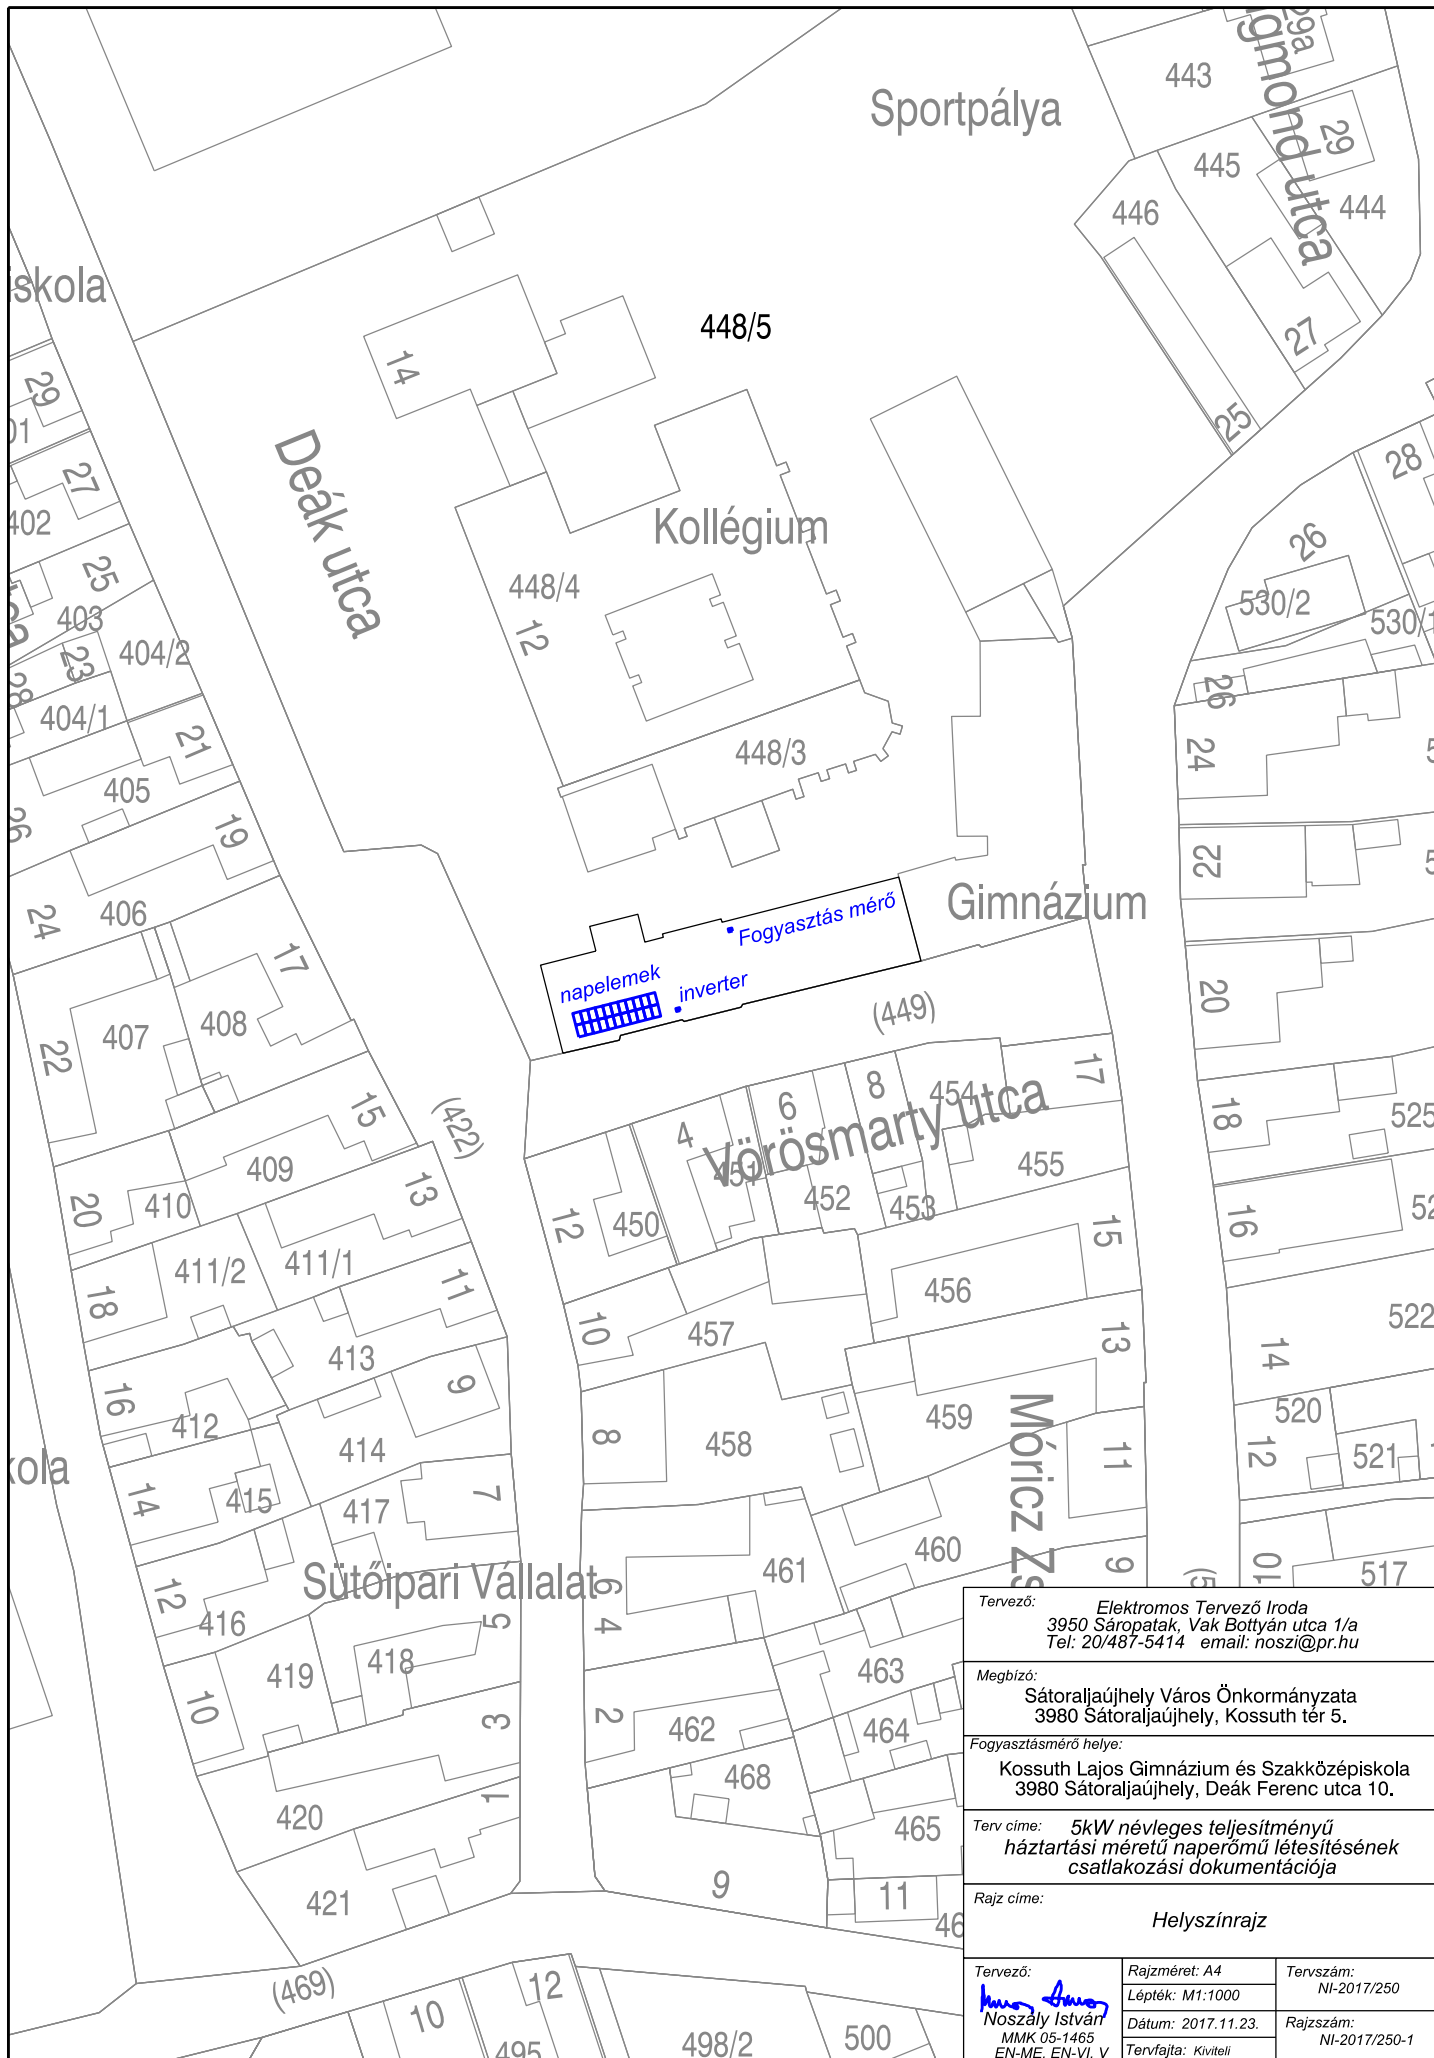 29a
gmond utca
443
Sportpálya
29
445
444
446
iskola
448/5
27
14
29
25
01
28
27
Deák utca
402
Kollégium
26
25
448/4
530/2
403
530/1
12
404/2
23
28
26
404/1
21
448/3
24
405
26
19
22
406
24
Gimnázium
Fogyasztás mérő
17
napelemek
inverter
20
408
407
(449)
22
17
8
454
6
15
(422)
18
525
4
Vörösmarty utca
409
455
451
13
452
453
410
20
450
12
15
16
411/2
411/1
456
18
11
10
457
522
13
14
413
9
16
412
520
459
414
8
458
Móricz Zs
12
521
11
kola
415
14
417
7
460
461
Sütőipari Vállalat
9
10
517
12
6
416
5
4
(5
463
418
419
10
3
2
462
464
468
1
420
465
9
421
11
46
(469)
12
10
495
498/2
500
Tervező:
Elektromos Tervező Iroda
3950 Sáropatak, Vak Bottyán utca 1/a
Tel: 20/487-5414 email: noszi@pr.hu
Megbízó:
Sátoraljaújhely Város Önkormányzata
3980 Sátoraljaújhely, Kossuth tér 5.
Fogyasztásmérő helye:
Kossuth Lajos Gimnázium és Szakközépiskola
3980 Sátoraljaújhely, Deák Ferenc utca 10.
Terv címe: 5kW névleges teljesítményű
háztartási méretű naperőmű létesítésének
csatlakozási dokumentációja
Rajz címe:
Helyszínrajz
Tervező:
Noszály István
MMK 05-1465
EN-ME, EN-VI, V
Rajzméret: A4
Lépték: M1:1000
Dátum: 2017.11.23.
Tervfajta: Kiviteli
Tervszám:
NI-2017/250
Rajzszám:
NI-2017/250-1